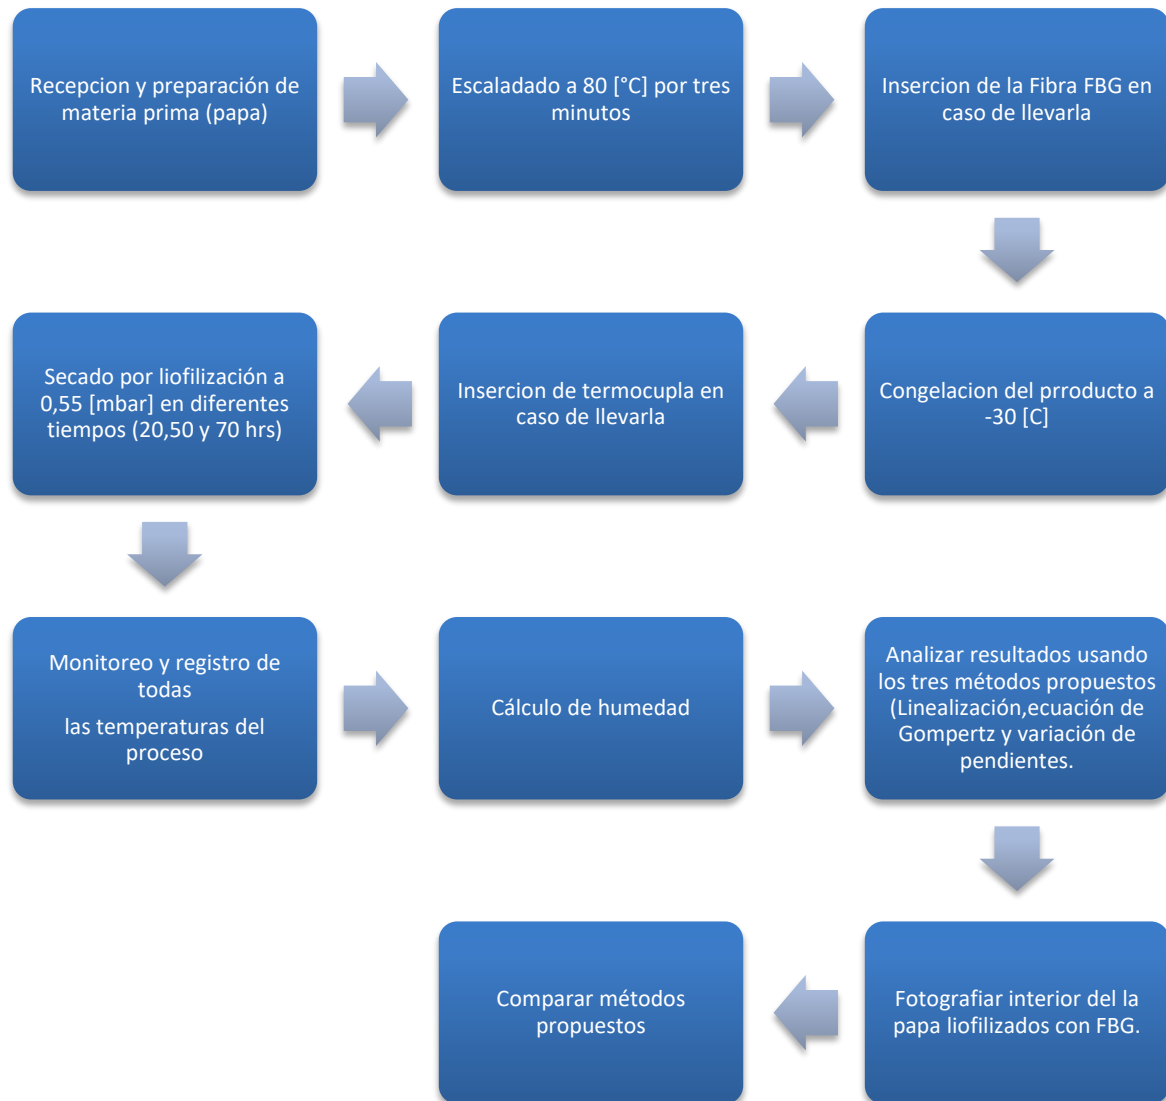 Recepcion y preparación de
materia prima (papa)
Escaladado a 80 [°C] por tres
minutos
Insercion de la Fibra FBG en
caso de llevarla
Congelacion del prroducto a
-30 [C]
Insercion de termocupla en
caso de llevarla
Secado por liofilización a
0,55 [mbar] en diferentes
tiempos (20,50 y 70 hrs)
Monitoreo y registro de
todas
las temperaturas del
proceso
Cálculo de humedad
Analizar resultados usando
los tres métodos propuestos
(Linealización,ecuación de
Gompertz y variación de
pendientes.
Fotografiar interior del la
papa liofilizados con FBG.
Comparar métodos
propuestos